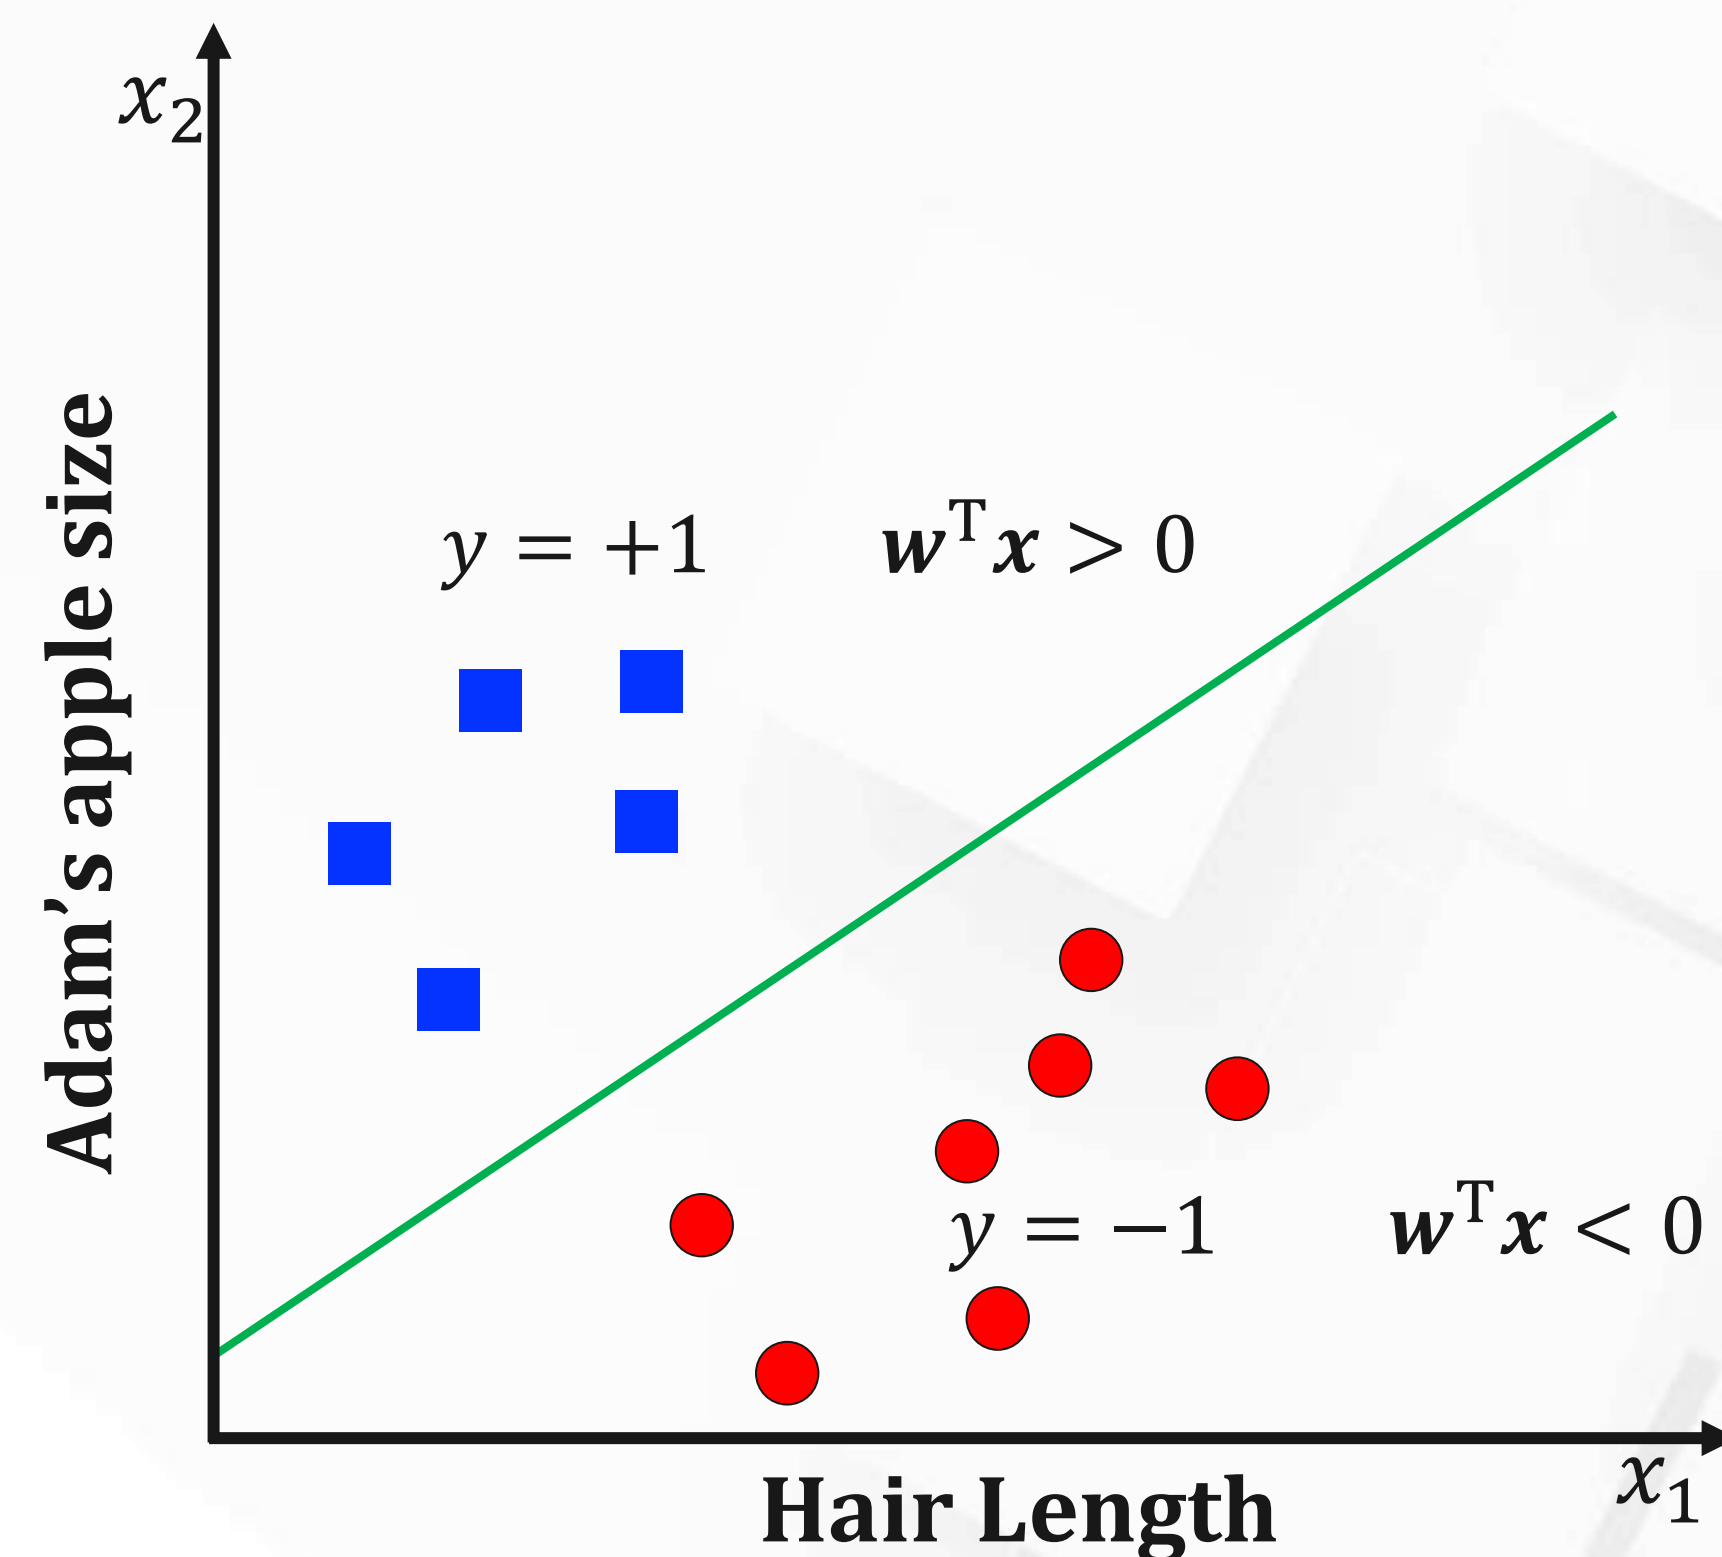 x₂
Adam's apple size
y = +1
wᵀx > 0
y = −1
wᵀx < 0
x₁
Hair Length